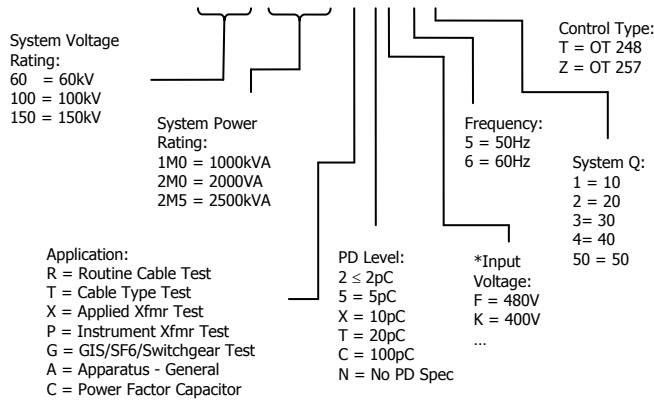 System Voltage
Rating:
60 = 60kV
100 = 100kV
150 = 150kV
System Power
Rating:
1M0 = 1000kVA
2M0 = 2000VA
2M5 = 2500kVA
Application:
R = Routine Cable Test
T = Cable Type Test
X = Applied Xfmr Test
P = Instrument Xfmr Test
G = GIS/SF6/Switchgear Test
A = Apparatus - General
C = Power Factor Capacitor
PD Level:
2 ≤ 2pC
5 = 5pC
X = 10pC
T = 20pC
C = 100pC
N = No PD Spec
*Input
Voltage:
F = 480V
K = 400V
...
Frequency:
5 = 50Hz
6 = 60Hz
System Q:
1 = 10
2 = 20
3= 30
4= 40
50 = 50
Control Type:
T = OT 248
Z = OT 257